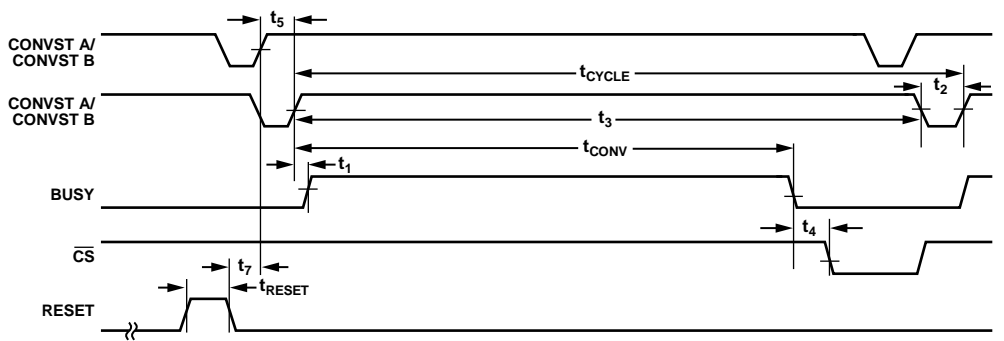 t5
CONVST A/
CONVST B
tCYCLE
t2
CONVST A/
CONVST B
t3
tCONV
t1
BUSY
t4
CS
t7
tRESET
RESET